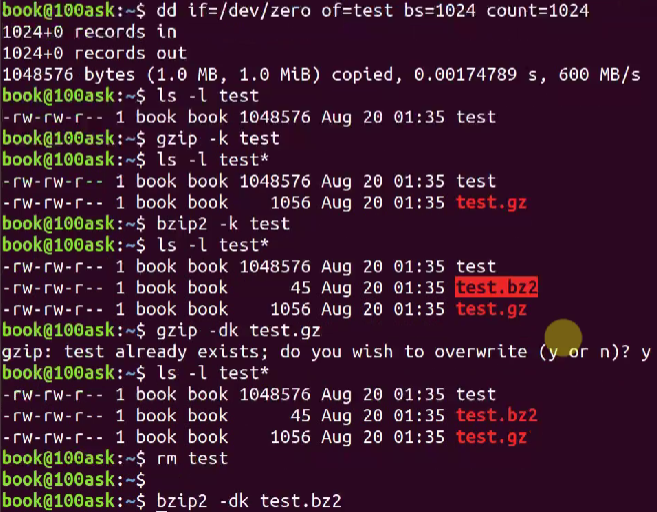 book@100ask:~$ dd if=/dev/zero of=test bs=1024 count=1024
1024+0 records in
1024+0 records out
1048576 bytes (1.0 MB, 1.0 MiB) copied, 0.00174789 s, 600 MB/s
book@100ask:~$ ls -l test
-rw-rw-r-- 1 book book 1048576 Aug 20 01:35 test
book@100ask:~$ gzip -k test
book@100ask:~$ ls -l test*
-rw-rw-r-- 1 book book 1048576 Aug 20 01:35 test
-rw-rw-r-- 1 book book    1056 Aug 20 01:35 test.gz
book@100ask:~$ bzip2 -k test
book@100ask:~$ ls -l test*
-rw-rw-r-- 1 book book 1048576 Aug 20 01:35 test
-rw-rw-r-- 1 book book      45 Aug 20 01:35 test.bz2
-rw-rw-r-- 1 book book    1056 Aug 20 01:35 test.gz
book@100ask:~$ gzip -dk test.gz
gzip: test already exists; do you wish to overwrite (y or n)? y
book@100ask:~$ ls -l test*
-rw-rw-r-- 1 book book 1048576 Aug 20 01:35 test
-rw-rw-r-- 1 book book      45 Aug 20 01:35 test.bz2
-rw-rw-r-- 1 book book    1056 Aug 20 01:35 test.gz
book@100ask:~$ rm test
book@100ask:~$
book@100ask:~$ bzip2 -dk test.bz2